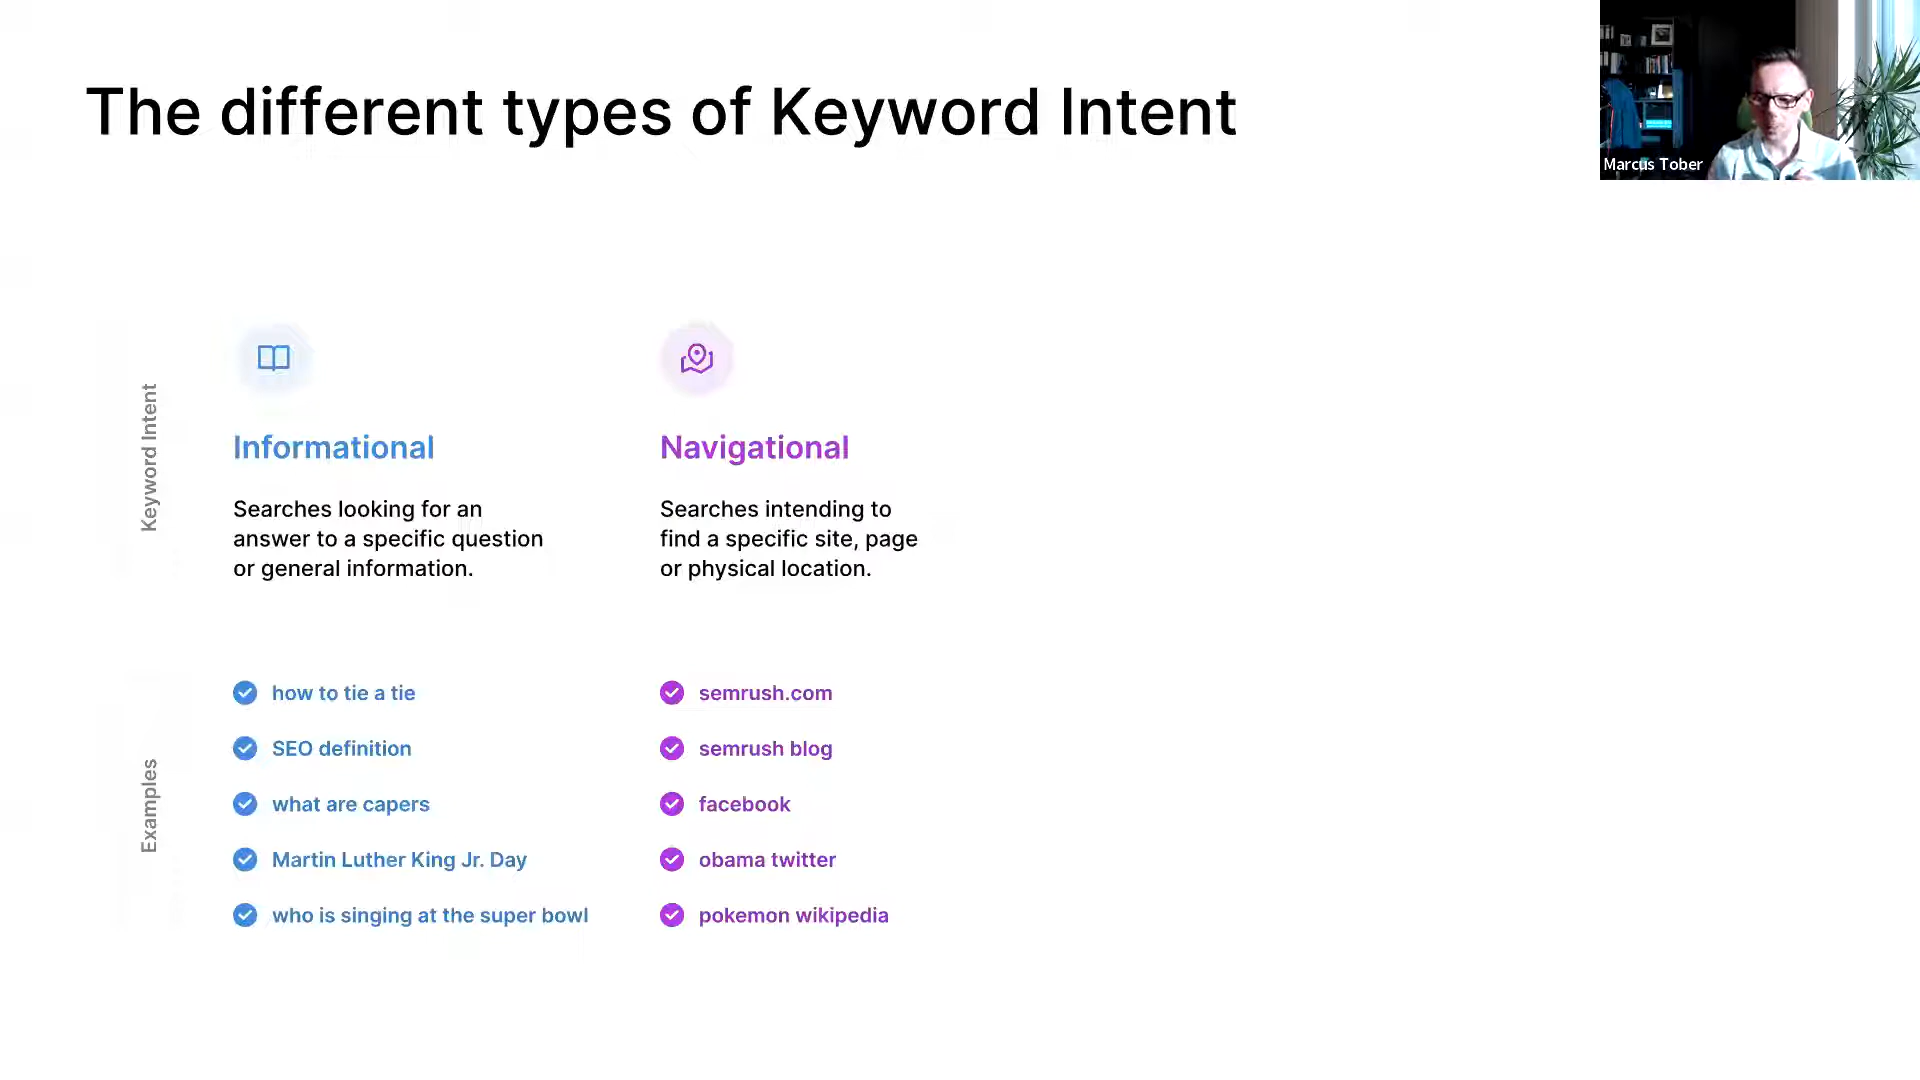 The different types of Keyword Intent
Marcus Tober
Keyword Intent
Informational
Searches looking for an
answer to a specific question
or general information.
Navigational
Searches intending to
find a specific site, page
or physical location.
Examples
how to tie a tie
SEO definition
what are capers
Martin Luther King Jr. Day
who is singing at the super bowl
semrush.com
semrush blog
facebook
obama twitter
pokemon wikipedia